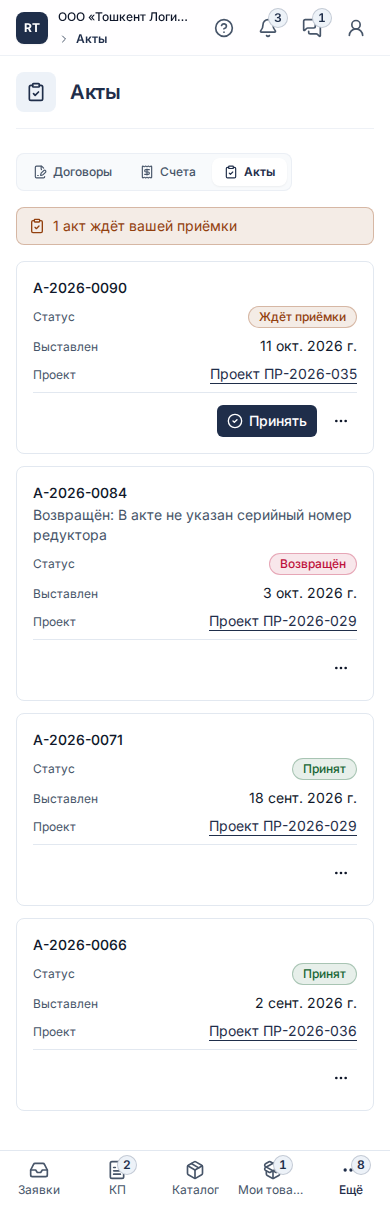 RT
ООО «Тошкент Логи...
3
1
Акты
Акты
Договоры
Счета
Акты
1 акт ждёт вашей приёмки
A-2026-0090
Статус
Ждёт приёмки
Выставлен
11 окт. 2026 г.
Проект
Проект ПР-2026-035
Принять
A-2026-0084
Возвращён: В акте не указан серийный номер
редуктора
Статус
Возвращён
Выставлен
3 окт. 2026 г.
Проект
Проект ПР-2026-029
A-2026-0071
Статус
Принят
Выставлен
18 сент. 2026 г.
Проект
Проект ПР-2026-029
A-2026-0066
Статус
Принят
Выставлен
2 сент. 2026 г.
Проект
Проект ПР-2026-036
2
1
8
Заявки
КП
Каталог
Мои това...
Ещё